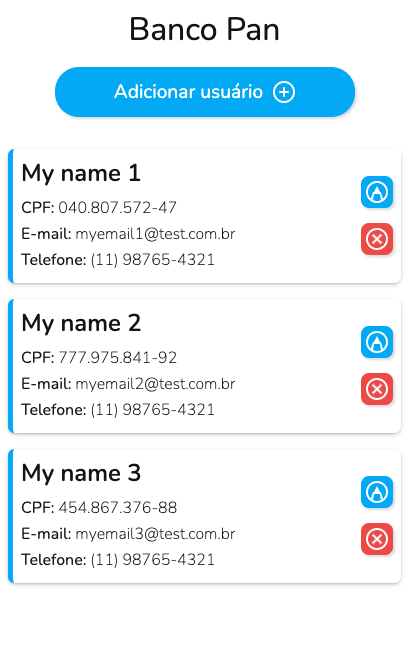 Banco Pan
Adicionar usuário
My name 1
CPF: 040.807.572-47
E-mail: myemail1@test.com.br
Telefone: (11) 98765-4321
My name 2
CPF: 777.975.841-92
E-mail: myemail2@test.com.br
Telefone: (11) 98765-4321
My name 3
CPF: 454.867.376-88
E-mail: myemail3@test.com.br
Telefone: (11) 98765-4321